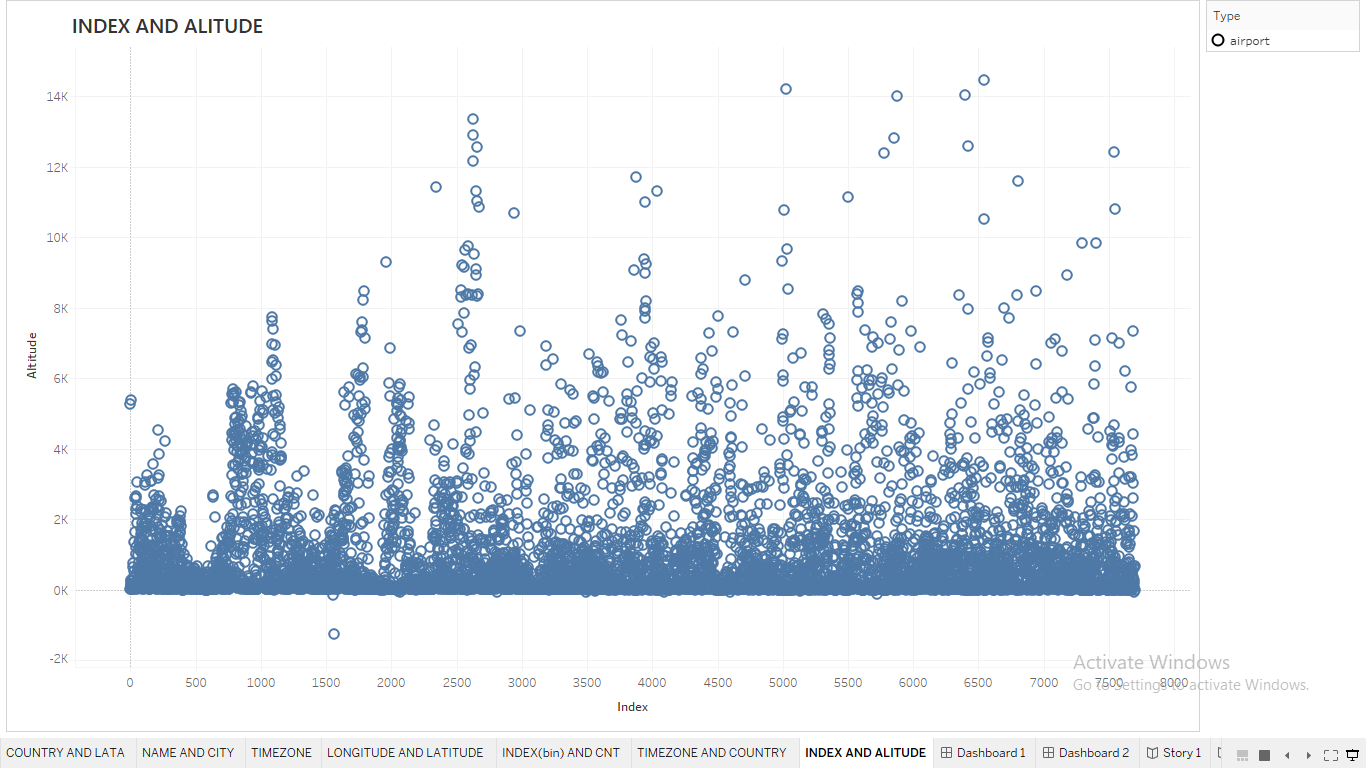 INDEX AND ALITUDE
Type
airport
14K
12K
10K
8K
6K
4K
2K
0K
-2K
Altitude
0 500 1000 1500 2000 2500 3000 3500 4000 4500 5000 5500 6000 6500 7000 7500 8000
Index
Activate Windows
Go to Settings to activate Windows.
COUNTRY AND LATA NAME AND CITY TIMEZONE LONGITUDE AND LATITUDE INDEX(bin) AND CNT TIMEZONE AND COUNTRY INDEX AND ALITUDE Dashboard 1 Dashboard 2 Story 1